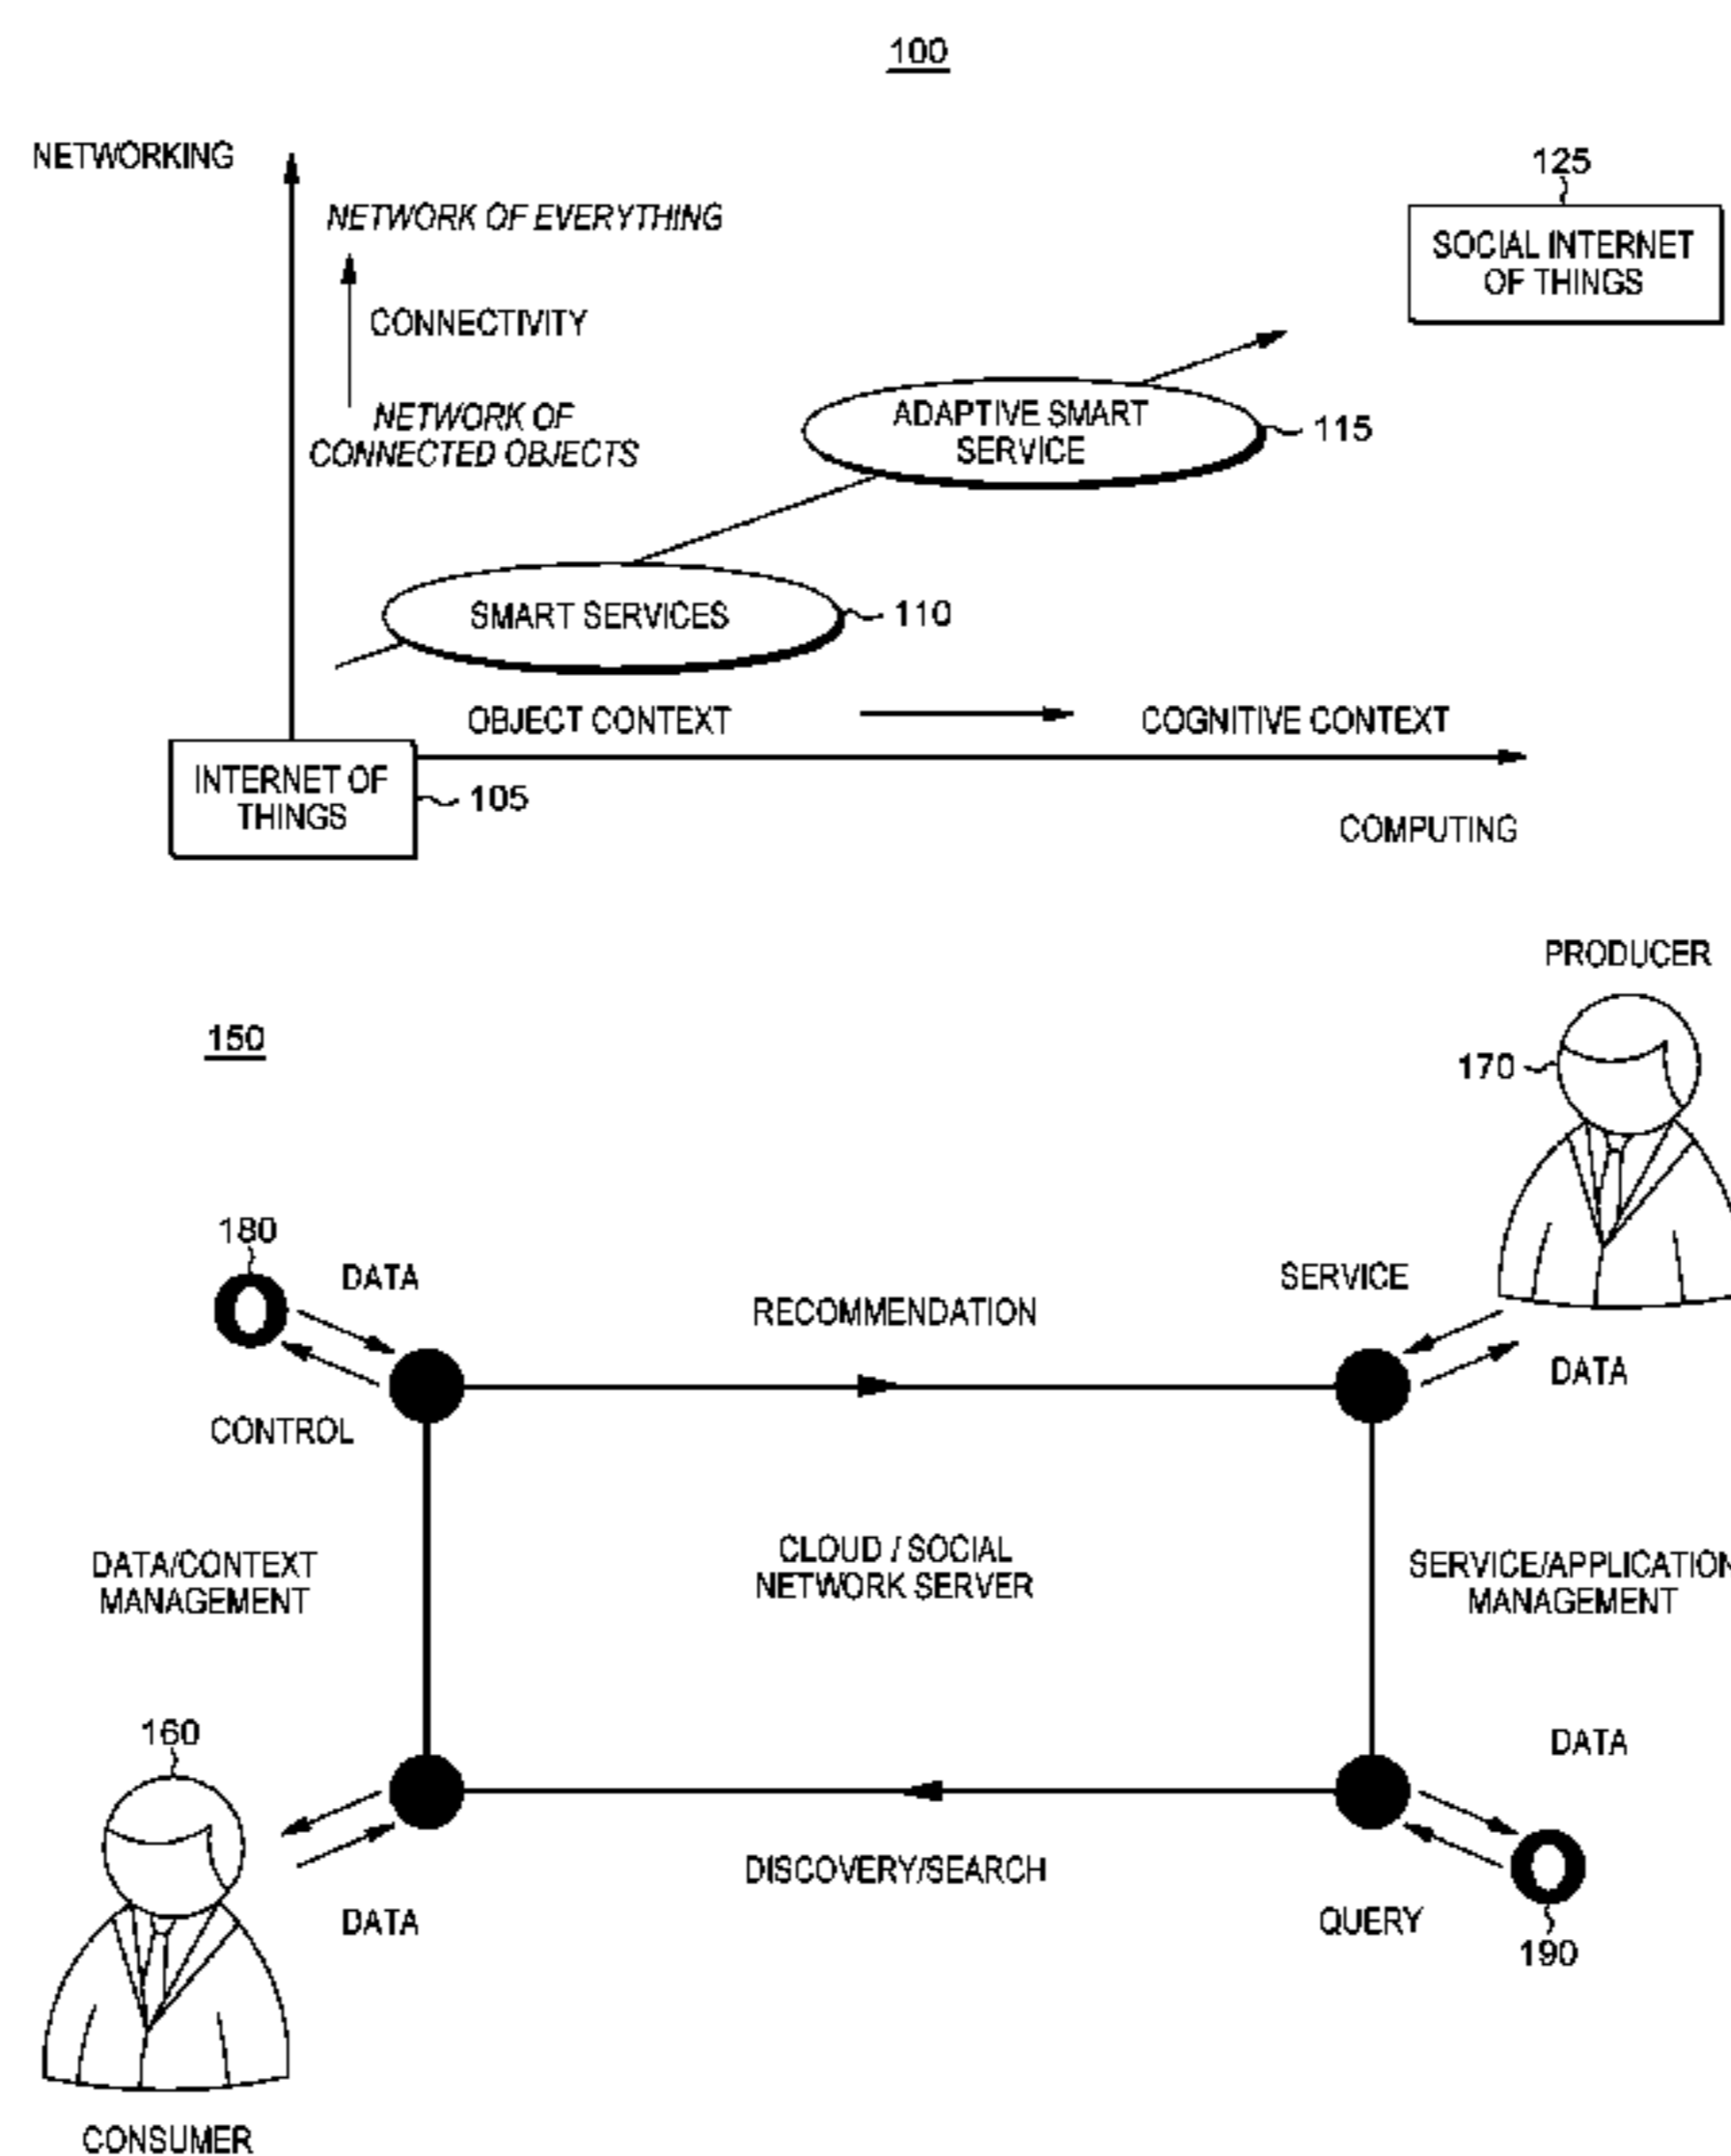 100
NETWORKING
125
NETWORK OF EVERYTHING
SOCIAL INTERNET
OF THINGS
CONNECTIVITY
NETWORK OF
CONNECTED OBJECTS
ADAPTIVE SMART
SERVICE
115
SMART SERVICES
110
OBJECT CONTEXT
COGNITIVE CONTEXT
INTERNET OF
THINGS
105
COMPUTING
PRODUCER
150
170
180
DATA
SERVICE
RECOMMENDATION
DATA
CONTROL
DATA/CONTEXT
MANAGEMENT
CLOUD / SOCIAL
NETWORK SERVER
SERVICE/APPLICATION
MANAGEMENT
160
DATA
DISCOVERY/SEARCH
DATA
QUERY
190
CONSUMER